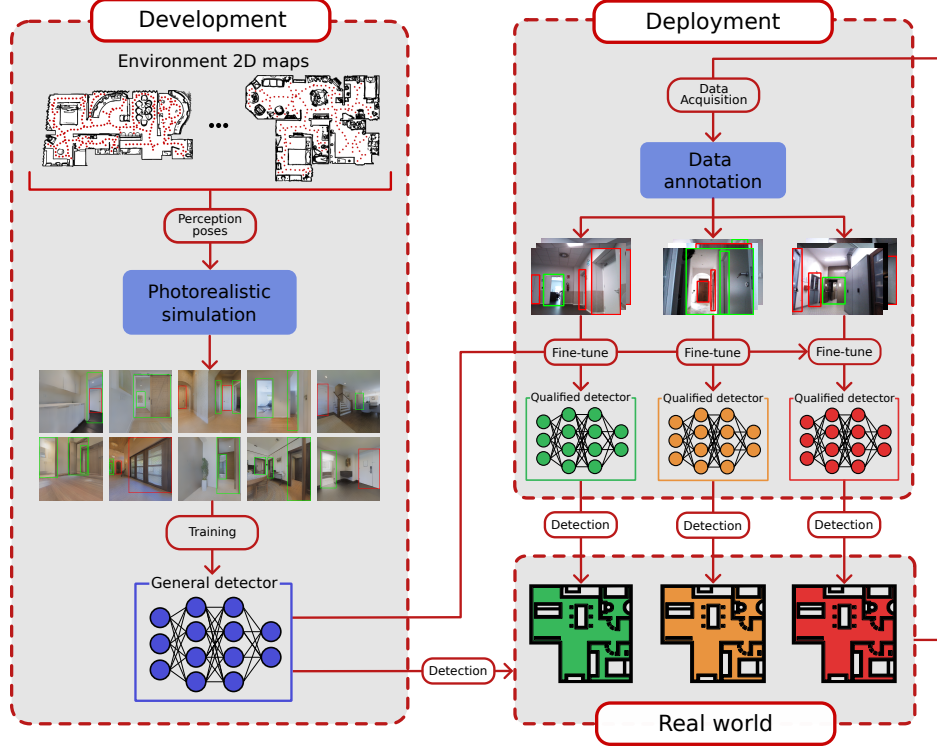 Development
Environment 2D maps
Perception
poses
Photorealistic
simulation
Training
General detector
Detection
Deployment
Data
Acquisition
Data
annotation
Fine-tune
Fine-tune
Fine-tune
Qualified detector
Qualified detector
Qualified detector
Detection
Detection
Detection
Real world